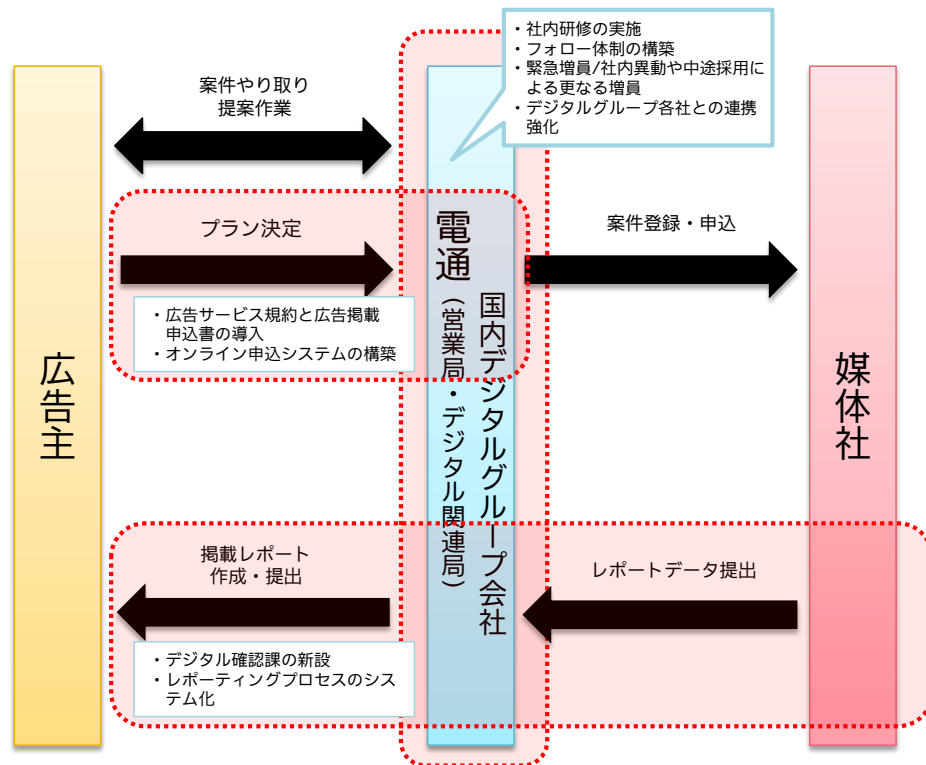 ・社内研修の実施
・フォロー体制の構築
・緊急増員/社内異動や中途採用に
よる更なる増員
・デジタルグループ各社との連携
強化
案件やり取り
提案作業
プラン決定
・広告サービス規約と広告掲載
申込書の導入
・オンライン申込システムの構築
案件登録・申込
広告主
電通
(営業局・デジタル関連局)
国内デジタルグループ会社
媒体社
掲載レポート
作成・提出
・デジタル確認課の新設
・レポーティングプロセスのシス
テム化
レポートデータ提出